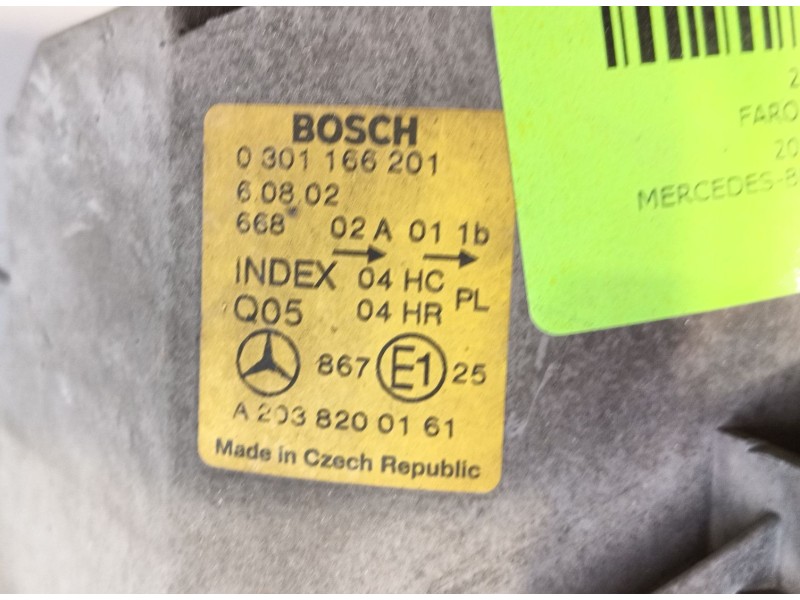 BOSCH
0 301 166 201
6.08.02
668 02 A 01 1b
INDEX 04 HC PL
Q05 04 HR
867 E1 25
A 203 820 01 61
Made in Czech Republic
2
FARO
20
MERCEDES-B